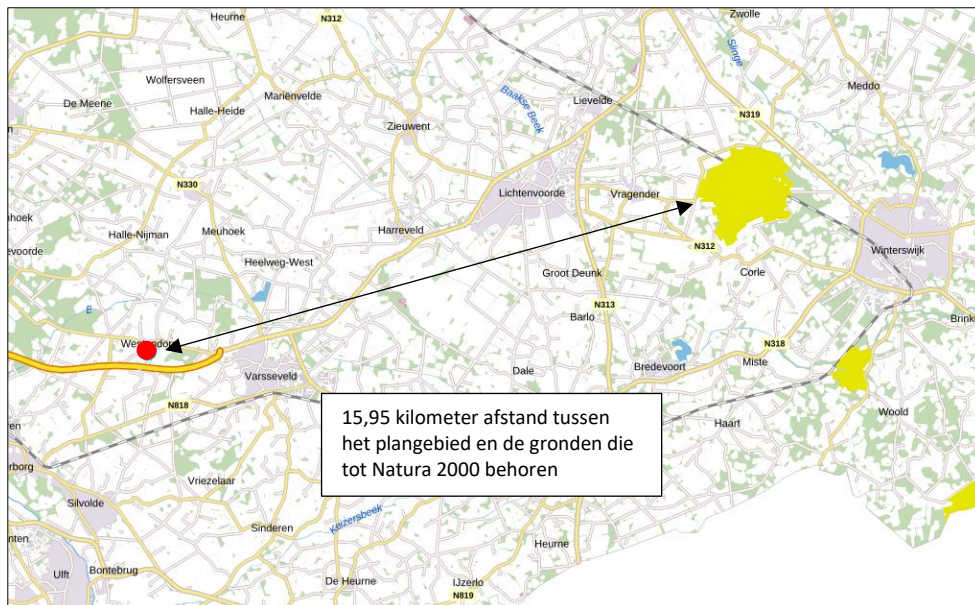 Heurne
N312
Zwolle
Slinge
Wolfersveen
De Meene
Mariënvelde
Halle-Heide
Zieuwent
Baakse Beek
Lievelde
Meddo
N319
N330
Lichtenvoorde
Vragender
Halle-Nijman
Meuhoek
Harreveld
N312
Winterswijk
Heelweg-West
Groot Deunk
Corle
N313
Barlo
Varsseveld
Dale
Bredevoort
Miste
N318
N818
Haart
Woold
15,95 kilometer afstand tussen
het plangebied en de gronden die
tot Natura 2000 behoren
Vriezelaar
Silvolde
Sinderen
Keizersbeek
Heurne
Ulft
Bontebrug
De Heurne
IJzerlo
N819